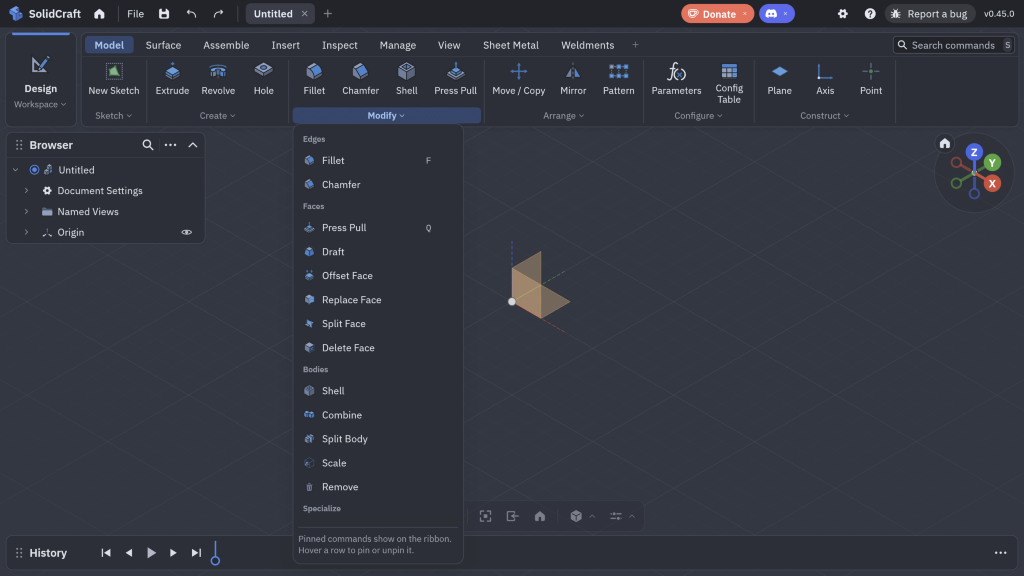 SolidCraft
File
Untitled
Donate
Report a bug
v0.45.0
Design
Workspace
Model
Surface
Assemble
Insert
Inspect
Manage
View
Sheet Metal
Weldments
Search commands
S
New Sketch
Extrude
Revolve
Hole
Fillet
Chamfer
Shell
Press Pull
Move / Copy
Mirror
Pattern
Parameters
Config
Table
Plane
Axis
Point
Sketch
Create
Modify
Arrange
Configure
Construct
Browser
Untitled
Document Settings
Named Views
Origin
Edges
Fillet
F
Chamfer
Faces
Press Pull
Q
Draft
Offset Face
Replace Face
Split Face
Delete Face
Bodies
Shell
Combine
Split Body
Scale
Remove
Specialize
Pinned commands show on the ribbon.
Hover a row to pin or unpin it.
Z
Y
X
History